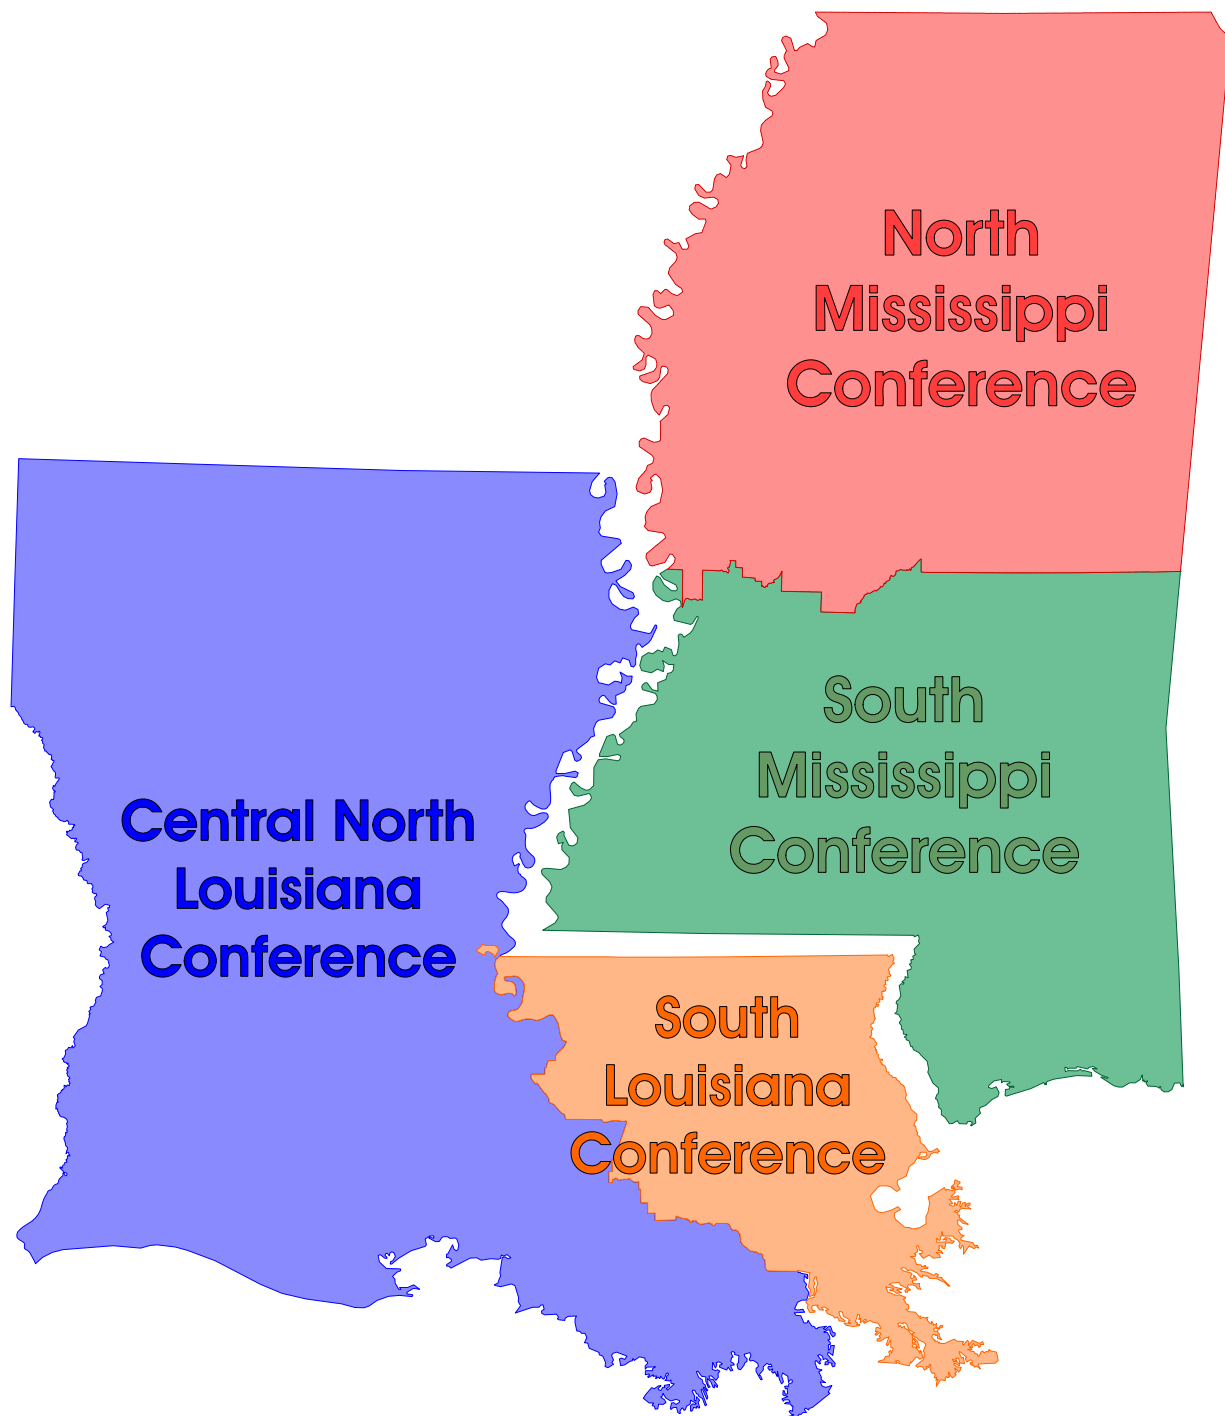 North
Mississippi
Conference
South
Mississippi
Conference
Central North
Louisiana
Conference
South
Louisiana
Conference